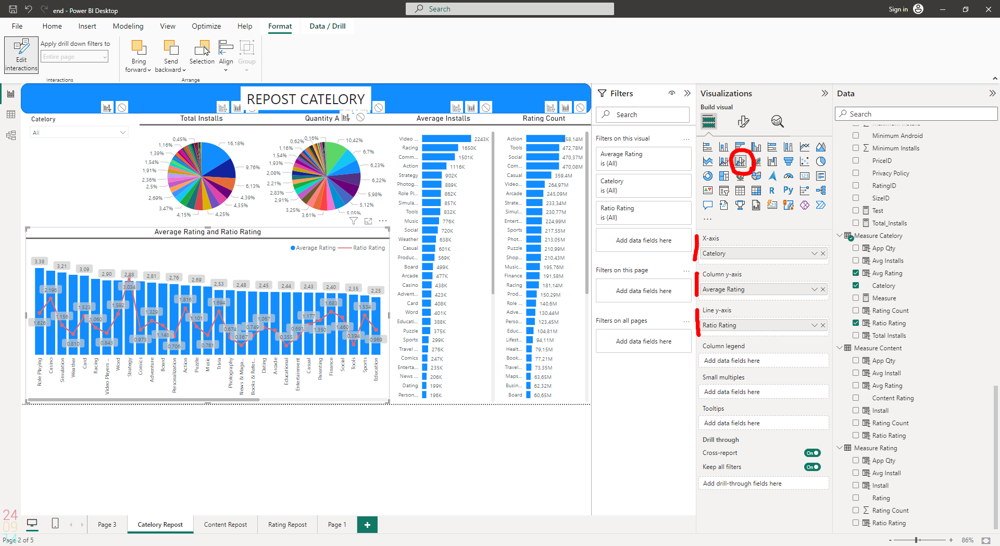 end - Power BI Desktop
Search
Sign in
File
Home
Insert
Modeling
View
Optimize
Help
Format
Data / Drill
Edit
interactions
Apply drill down filters to
Entire page
Interactions
Bring
forward
Send
backward
Selection
Align
Group
Arrange
REPOST CATELORY
Catelory
All
Total Installs
0,45%
1,16%
1,39%
1,54%
1,91%
2,36%
2,5%
2,69%
3,47%
4,15%
4,25%
4,35%
4,39%
6,13%
9,76%
16,18%
Quantity A
0,16%
0,62%
1,16%
1,54%
1,93%
2,08%
2,21%
2,83%
2,91%
3,25%
3,61%
5,05%
5,12%
5,98%
6,22%
6,23%
6,7%
10,42%
Average Installs
Video ... 2243K
Racing 1650K
Comm... 1501K
Action 1116K
Strategy 902K
Photog... 889K
Role Pl... 862K
Simula... 857K
Tools 832K
Music 776K
Social 720K
Weather 638K
Casual 601K
Produc... 569K
Board 499K
Arcade 477K
Casino 438K
Advent... 423K
Card 408K
Word 401K
Educati... 388K
Puzzle 375K
Sports 299K
Travel ... 276K
Comics 247K
Enterta... 235K
News ... 206K
Dating 199K
Person... 196K
Rating Count
Action 558,14M
Tools 472,78M
Social 470,37M
Com... 470,08M
Casual 359,4M
Video... 264,97M
Arcade 245,09M
Strate... 233,34M
Simul... 230,77M
Entert... 224,99M
Sports 217,55M
Phot... 213,05M
Puzzle 210,99M
Shop... 210,43M
Music... 195,76M
Finance 191,58M
Racing 181,14M
Prod... 150,29M
Role ... 140,6M
Adve... 130,44M
Perso... 123,45M
Educ... 104,81M
Lifest... 94,11M
Healt... 79,15M
Book... 77,21M
Travel... 73,35M
Maps... 63,65M
Busin... 62,32M
Board 60,65M
Average Rating and Ratio Rating
Average Rating
Ratio Rating
3,38
3,21
3,09
2,90
2,88
2,81
2,76
2,69
2,53
2,48
2,45
2,44
2,43
2,40
2,35
2,25
1,626
2,196
1,156
0,810
1,523
1,060
0,843
1,592
3,034
0,973
1,329
1,148
0,706
1,816
1,101
0,761
1,694
0,674
0,367
0,749
1,067
0,355
0,691
1,177
1,350
1,683
1,460
0,394
1,534
0,969
Role Playing
Casino
Simulation
Weather
Card
Racing
Video Players ...
Word
Strategy
Comics
Adventure
Board
Personalization
Action
Puzzle
Music
Trivia
Photography
News & Maga...
Books & Refer...
Dating
Arcade
Educational
Entertainment
Casual
Parenting
Finance
Social
Tools
Sports
Education
Filters
Search
Filters on this visual
Average Rating
is (All)
Catelory
is (All)
Ratio Rating
is (All)
Add data fields here
Filters on this page
Add data fields here
Filters on all pages
Add data fields here
Visualizations
Build visual
123
R
Py
X-axis
Catelory
Column y-axis
Average Rating
Line y-axis
Ratio Rating
Column legend
Add data fields here
Small multiples
Add data fields here
Tooltips
Add data fields here
Drill through
Cross-report
On
Keep all filters
On
Add drill-through fields here
Data
Search
Minimum Android
Minimum Installs
PriceID
Privacy Policy
RatingID
SizeID
Test
Total_Installs
Measure Catelory
App Qty
Avg Installs
Avg Rating
Catelory
Measure
Rating Count
Ratio Rating
Total Installs
Measure Content
App Qty
Avg Install
Avg Rating
Content Rating
Install
Rating Count
Ratio Rating
Measure Rating
App Qty
Avg Install
Install
Rating
Rating Count
Ratio Rating
24
09
14
Page 3
Catelory Repost
Content Repost
Rating Repost
Page 1
Page 2 of 5
86%